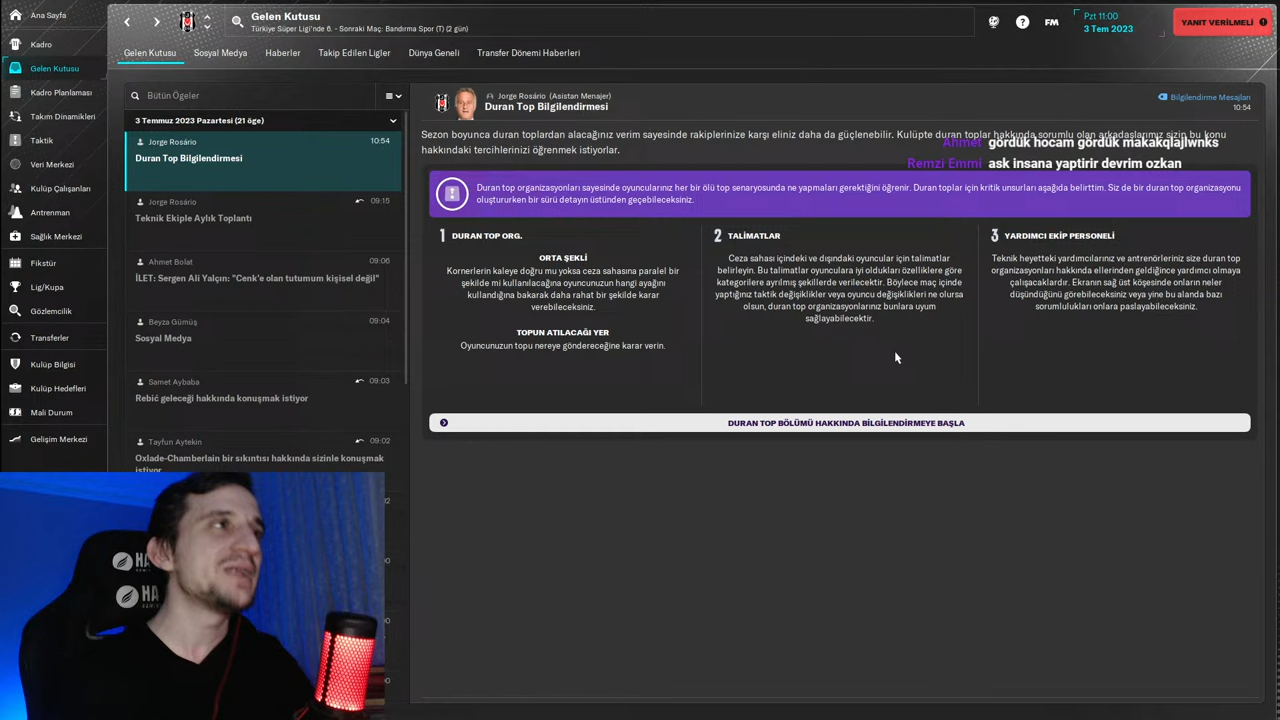 Ana Sayfa
Kadro
Gelen Kutusu
Kadro Planlaması
Takım Dinamikleri
Taktik
Veri Merkezi
Kulüp Çalışanları
Antrenman
Sağlık Merkezi
Fikstür
Lig/Kupa
Gözlemcilik
Transferler
Kulüp Bilgisi
Kulüp Hedefleri
Mali Durum
Gelişim Merkezi
Gelen Kutusu
Türkiye Süper Ligi'nde 6. - Sonraki Maç: Bandırma Spor (T) (2 gün)
FM
Pzt 11:00
3 Tem 2023
YANIT VERİLMELİ
Gelen Kutusu
Sosyal Medya
Haberler
Takip Edilen Ligler
Dünya Geneli
Transfer Dönemi Haberleri
Bütün Ögeler
3 Temmuz 2023 Pazartesi (21 öge)
Jorge Rosário 10:54
Duran Top Bilgilendirmesi
Jorge Rosário 09:15
Teknik Ekiple Aylık Toplantı
Ahmet Bolat 09:06
İLET: Sergen Ali Yalçın: "Cenk'e olan tutumum kişisel değil"
Beyza Gümüş 09:04
Sosyal Medya
Samet Aybaba 09:03
Rebić geleceği hakkında konuşmak istiyor
Tayfun Aytekin 09:02
Oxlade-Chamberlain bir sıkıntısı hakkında sizinle konuşmak
istiyor
Jorge Rosário (Asistan Menajer)
Duran Top Bilgilendirmesi
Bilgilendirme Mesajları
10:54
Sezon boyunca duran toplardan alacağınız verim sayesinde rakiplerinize karşı eliniz daha da güçlenebilir. Kulüpte duran toplar hakkında sorumlu olan arkadaşlarımız sizin bu konu
hakkındaki tercihlerinizi öğrenmek istiyorlar.
Ahmet gördük hocam gördük makakqlajlwnks
Remzi Emmi ask insana yaptirir devrim ozkan
Duran top organizasyonları sayesinde oyuncularınız her bir ölü top senaryosunda ne yapmaları gerektiğini öğrenir. Duran toplar için kritik unsurları aşağıda belirttim. Siz de bir duran top organizasyonu
oluştururken bir sürü detayın üstünden geçebileceksiniz.
1 DURAN TOP ORG.
ORTA ŞEKLİ
Kornerlerin kaleye doğru mu yoksa ceza sahasına paralel bir
şekilde mi kullanılacağına oyuncunuzun hangi ayağını
kullandığına bakarak daha rahat bir şekilde karar
verebileceksiniz.
TOPUN ATILACAĞI YER
Oyuncunuzun topu nereye göndereceğine karar verin.
2 TALİMATLAR
Ceza sahası içindeki ve dışındaki oyuncular için talimatlar
belirleyin. Bu talimatlar oyunculara iyi oldukları özelliklere göre
kategorilere ayrılmış şekillerde verilecektir. Böylece maç içinde
yaptığınız taktik değişiklikler veya oyuncu değişiklikleri ne olursa
olsun, duran top organizasyonlarınız bunlara uyum
sağlayabilecektir.
3 YARDIMCI EKİP PERSONELİ
Teknik heyetteki yardımcılarınız ve antrenörleriniz size duran top
organizasyonları hakkında ellerinden geldiğince yardımcı olmaya
çalışacaklardır. Ekranın sağ üst köşesinde onların neler
düşündüğünü görebileceksiniz veya yine bu alanda bazı
sorumlulukları onlarla paylaşabileceksiniz.
DURAN TOP BÖLÜMÜ HAKKINDA BİLGİLENDİRMEYE BAŞLA